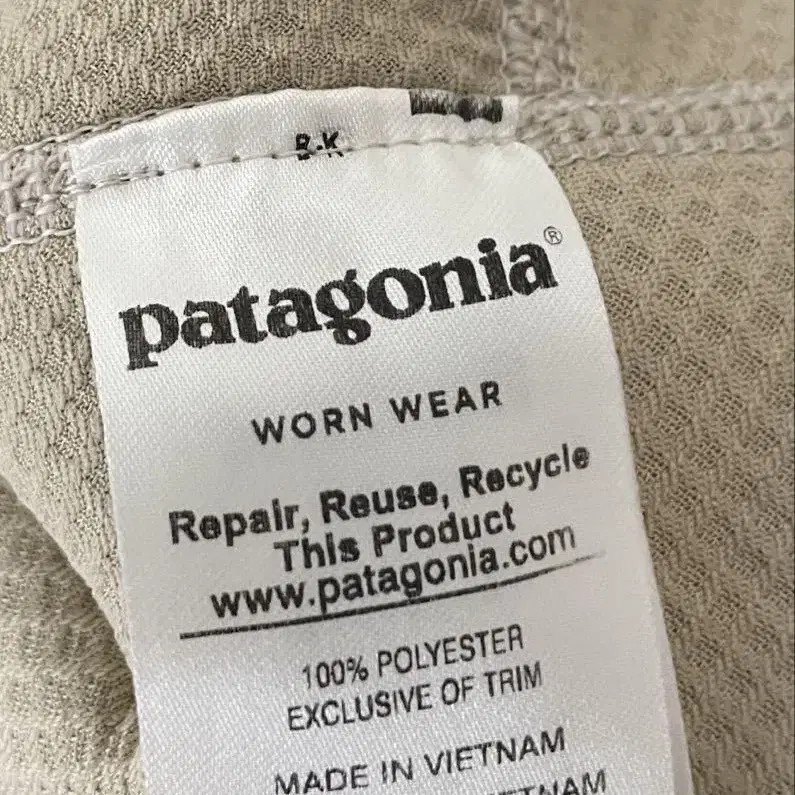 B·K
patagonia®
WORN WEAR
Repair, Reuse, Recycle
This Product
www.patagonia.com
100% POLYESTER
EXCLUSIVE OF TRIM
MADE IN VIETNAM